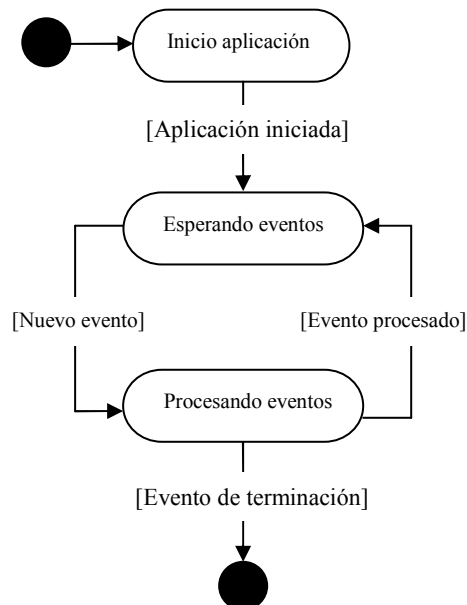 Inicio aplicación
[Aplicación iniciada]
Esperando eventos
[Nuevo evento]
[Evento procesado]
Procesando eventos
[Evento de terminación]